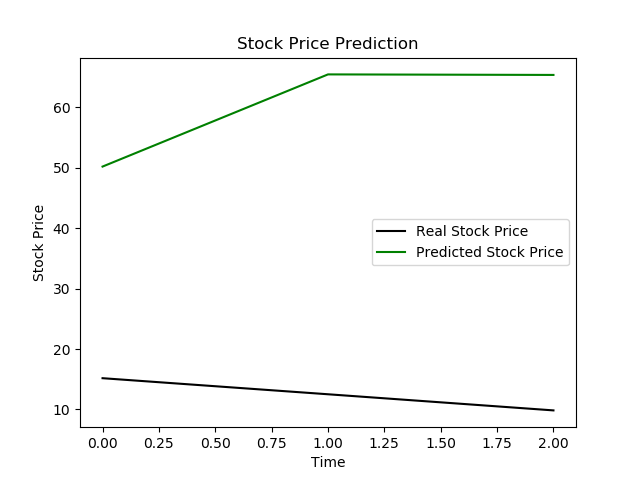 Stock Price Prediction
60
50
40
30
20
10
Stock Price
Real Stock Price
Predicted Stock Price
0.00 0.25 0.50 0.75 1.00 1.25 1.50 1.75 2.00
Time